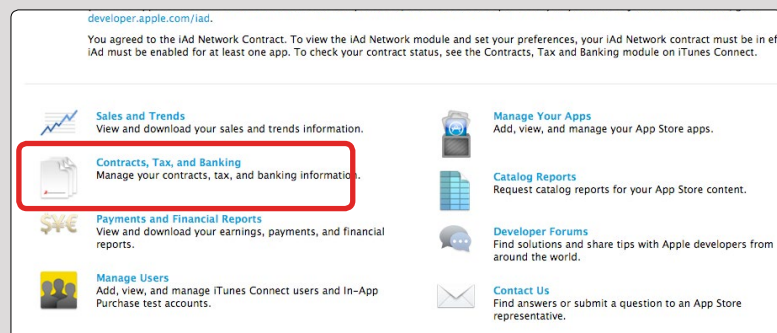 developer.apple.com/iad.
You agreed to the iAd Network Contract. To view the iAd Network module and set your preferences, your iAd Network contract must be in ef
iAd must be enabled for at least one app. To check your contract status, see the Contracts, Tax and Banking module on iTunes Connect.
Sales and Trends
View and download your sales and trends information.
Contracts, Tax, and Banking
Manage your contracts, tax, and banking information.
Payments and Financial Reports
View and download your earnings, payments, and financial
reports.
Manage Users
Add, view, and manage iTunes Connect users and In-App
Purchase test accounts.
Manage Your Apps
Add, view, and manage your App Store apps.
Catalog Reports
Request catalog reports for your App Store content.
Developer Forums
Find solutions and share tips with Apple developers from
around the world.
Contact Us
Find answers or submit a question to an App Store
representative.